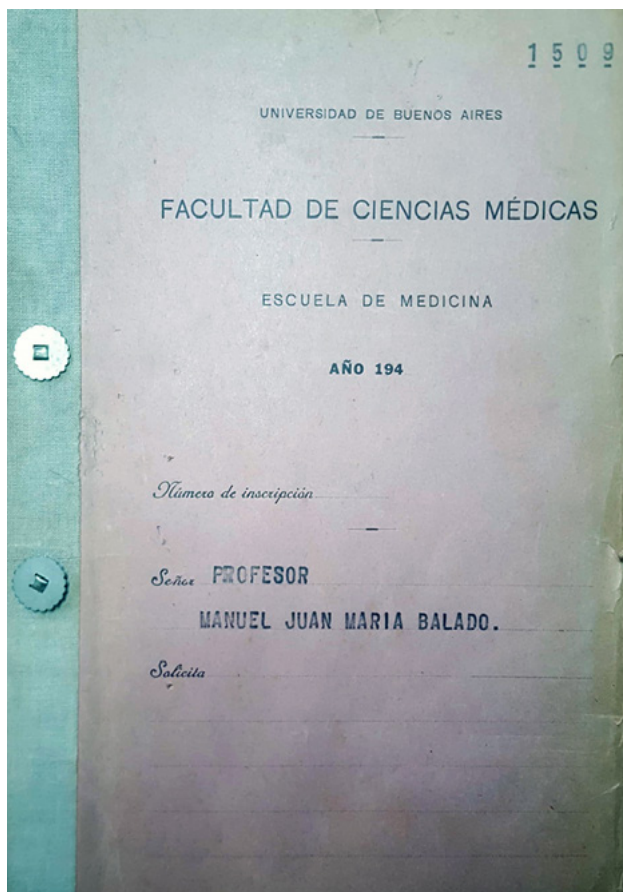 1509
UNIVERSIDAD DE BUENOS AIRES
FACULTAD DE CIENCIAS MÉDICAS
ESCUELA DE MEDICINA
AÑO 194
Número de inscripción
Señor PROFESOR
MANUEL JUAN MARIA BALADO.
Solicita